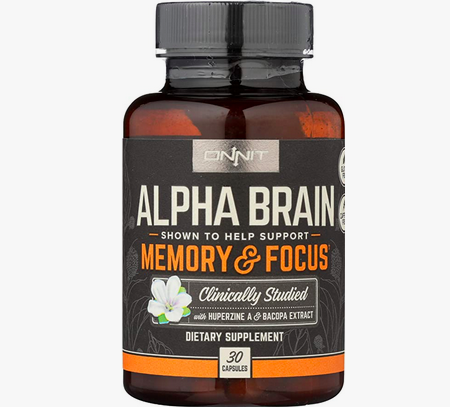 ONNIT
ALPHA BRAIN
SHOWN TO HELP SUPPORT
MEMORY & FOCUS
Clinically Studied
with HUPERZINE A & BACOPA EXTRACT
DIETARY SUPPLEMENT
30
CAPSULES